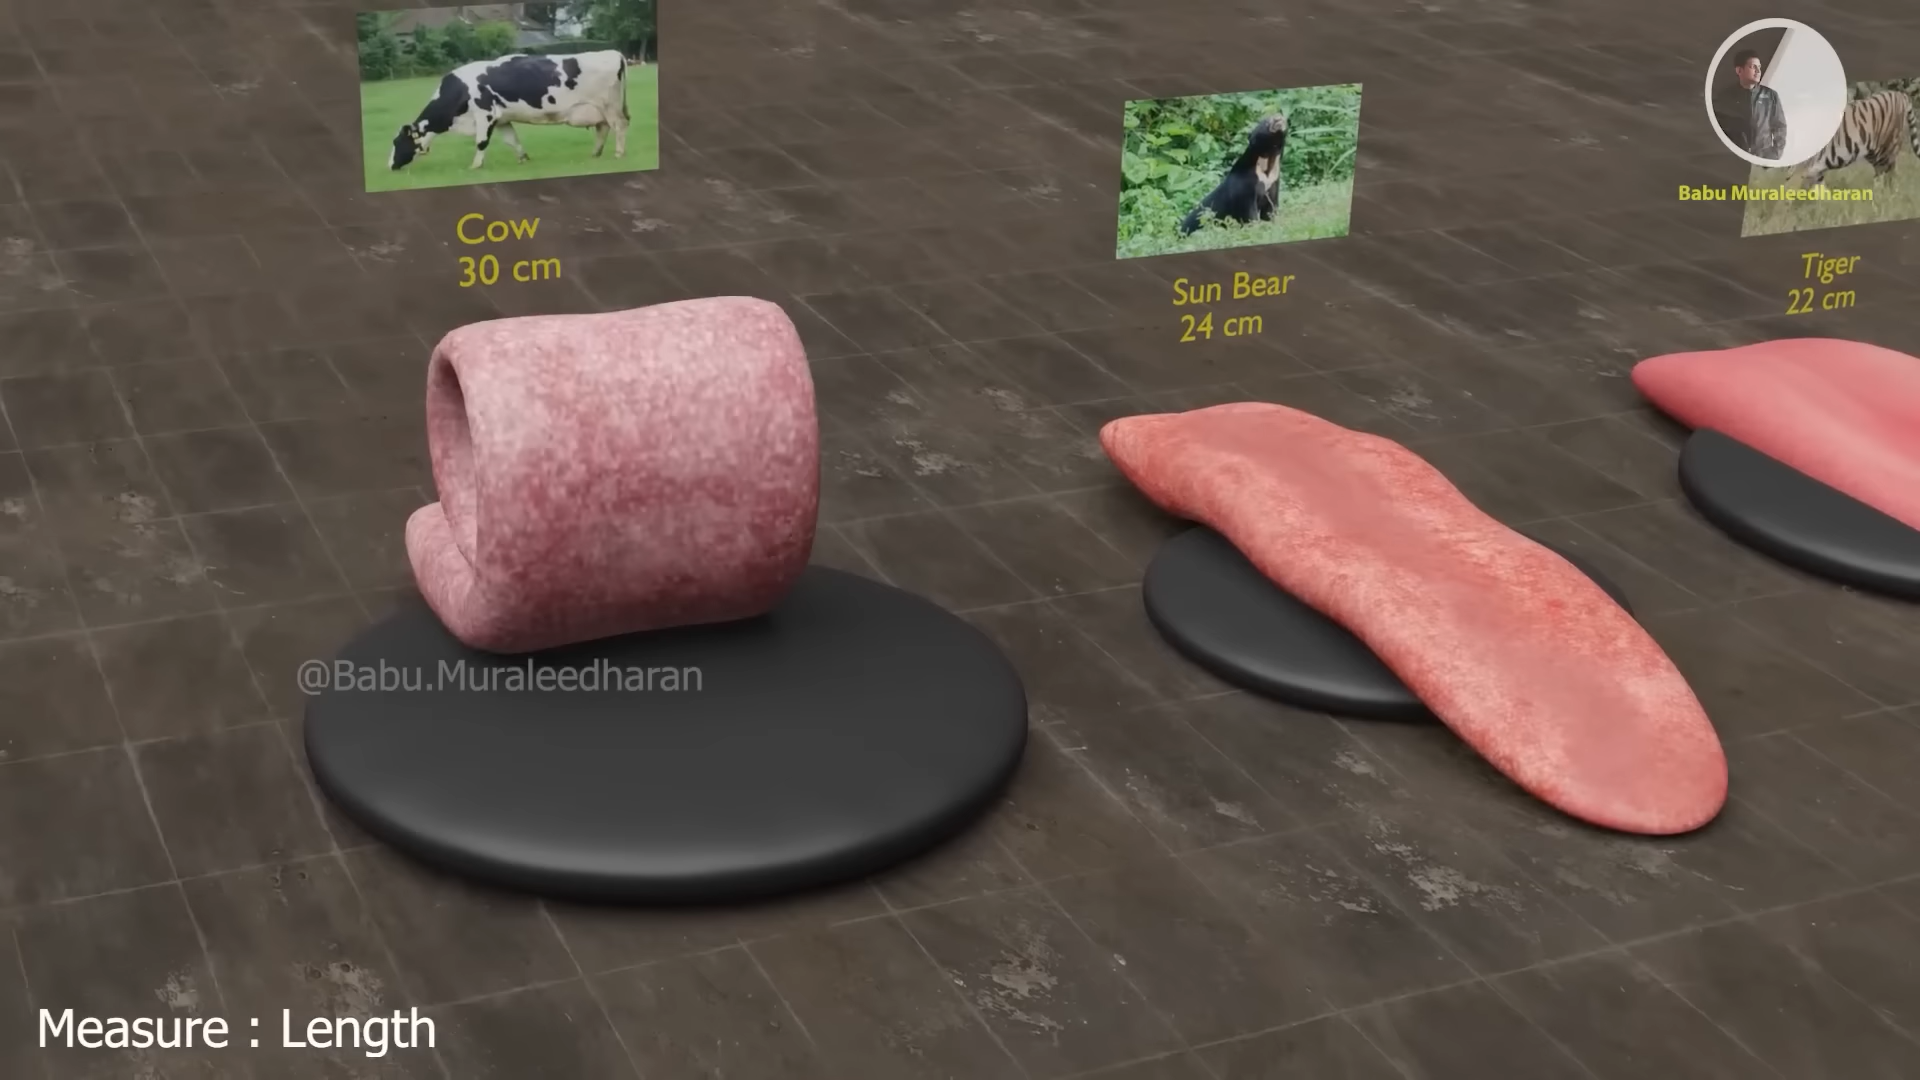 Babu Muraleedharan
Cow
30 cm
Sun Bear
24 cm
Tiger
22 cm
@Babu.Muraleedharan
Measure : Length